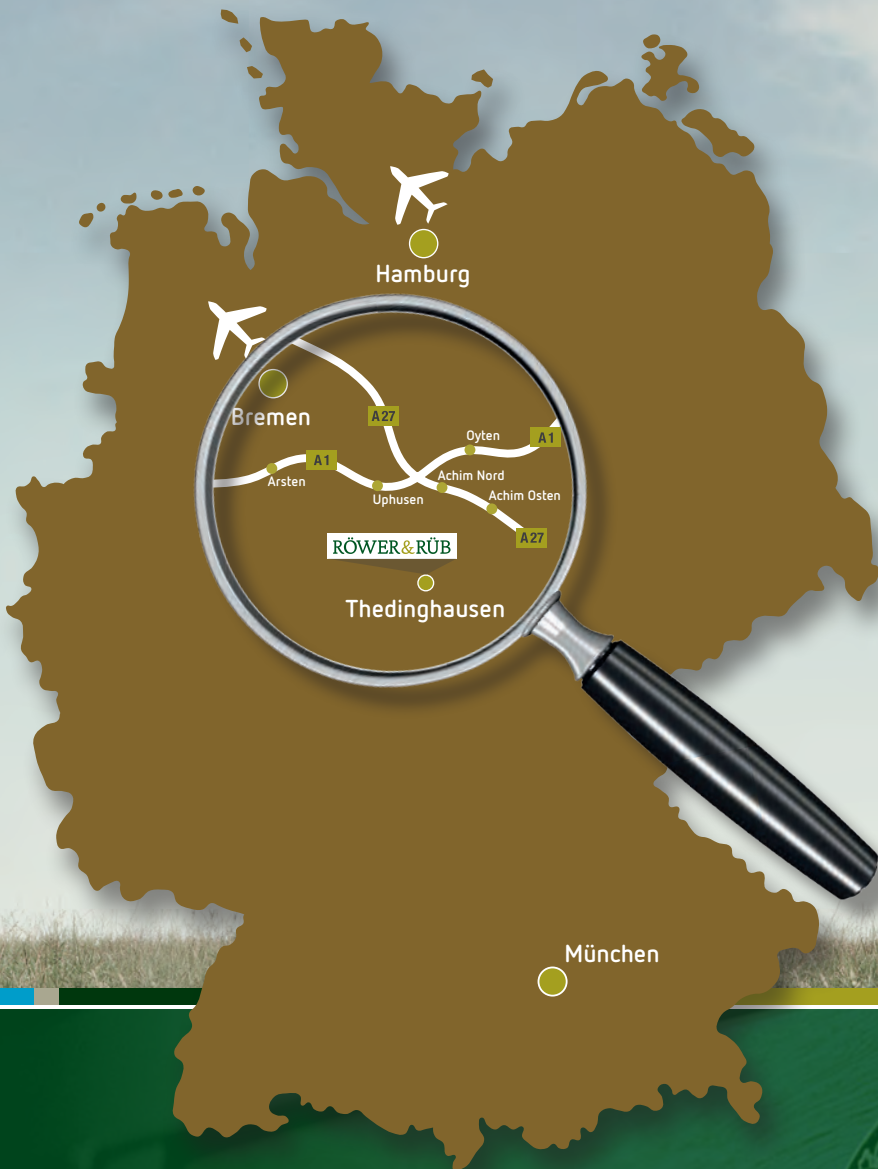 Hamburg
Bremen
A27
Oyten
A1
A1
Arsten
Achim Nord
Uphusen
Achim Osten
A27
RÖWER&RÜB
Thedinghausen
München